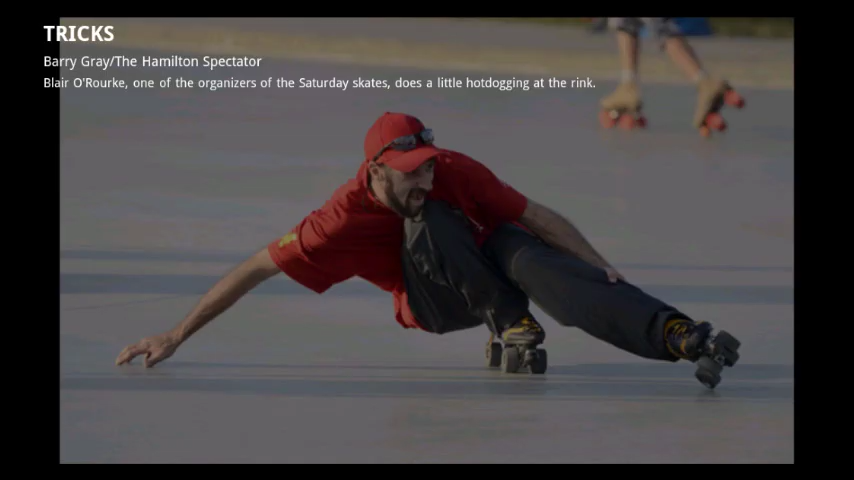 TRICKS
Barry Gray/The Hamilton Spectator
Blair O'Rourke, one of the organizers of the Saturday skates, does a little hotdogging at the rink.